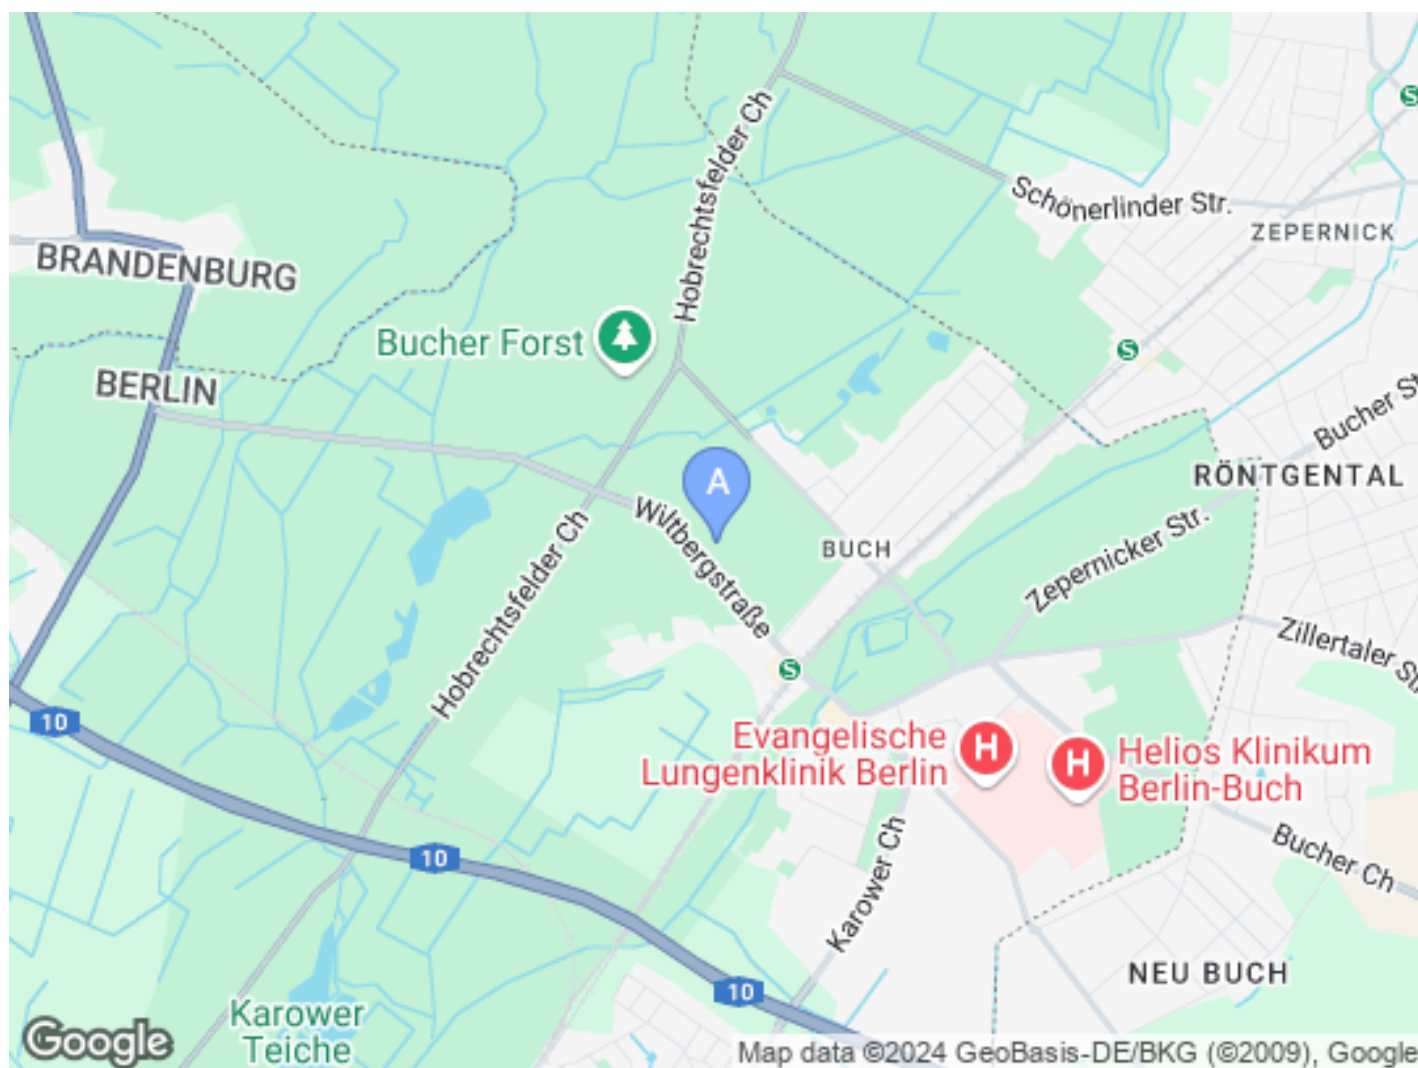 Hobrechtsfelder Ch
Schönerlinder Str.
S
ZEPERNICK
BRANDENBURG
Bucher Forst
S
BERLIN
Bucher St
A
RÖNTGENTAL
Wiltbergstraße
BUCH
Zepernicker Str.
Hobrechtsfelder Ch
Zillertaler Str
S
10
Evangelische
Lungenklinik Berlin
H
H
Helios Klinikum
Berlin-Buch
10
Karower Ch
Bucher Ch
10
NEU BUCH
Karower
Teiche
Google
Map data ©2024 GeoBasis-DE/BKG (©2009), Google